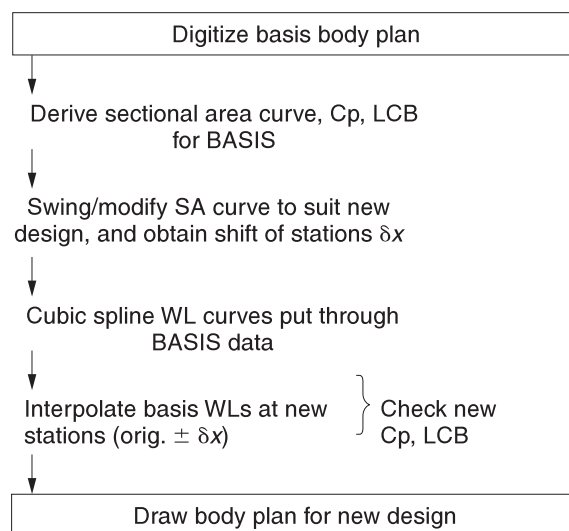 Digitize basis body plan
Derive sectional area curve, Cp, LCB
for BASIS
Swing/modify SA curve to suit new
design, and obtain shift of stations δx
Cubic spline WL curves put through
BASIS data
Interpolate basis WLs at new
stations (orig. ± δx)
Check new
Cp, LCB
Draw body plan for new design